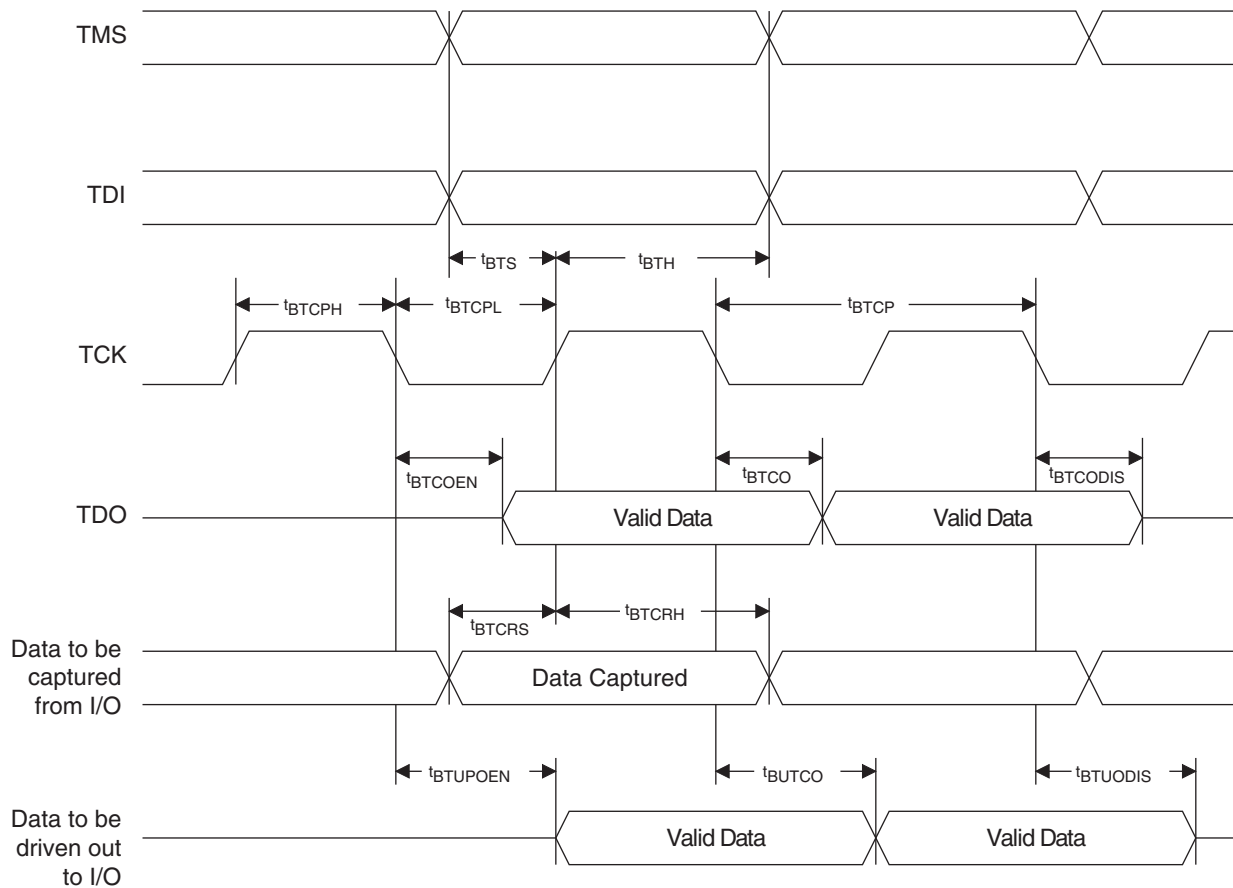 TMS
TDI
tBTS
tBTH
tBTCPH
tBTCPL
tBTCP
TCK
tBTCOEN
tBTCO
tBTCODIS
TDO
Valid Data
Valid Data
tBTCRS
tBTCRH
Data to be
captured
from I/O
Data Captured
tBTUPOEN
tBUTCO
tBTUODIS
Data to be
driven out
to I/O
Valid Data
Valid Data